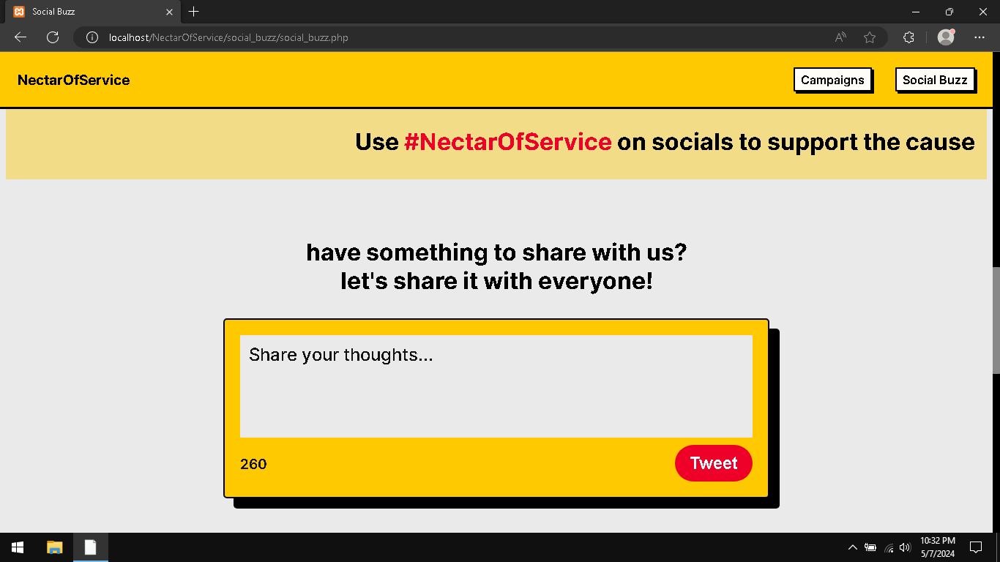 Social Buzz
localhost/NectarOfService/social_buzz/social_buzz.php
NectarOfService
Campaigns
Social Buzz
Use #NectarOfService on socials to support the cause
have something to share with us?
let's share it with everyone!
Share your thoughts...
260
Tweet
10:32 PM
5/7/2024